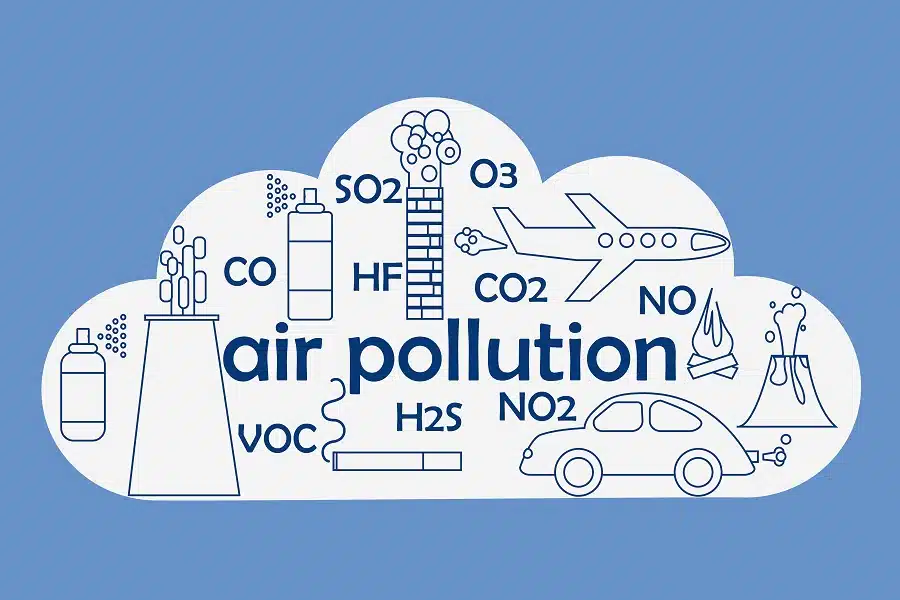 O3
SO2
CO
HF
CO2
NO
air pollution
NO2
H2S
VOC